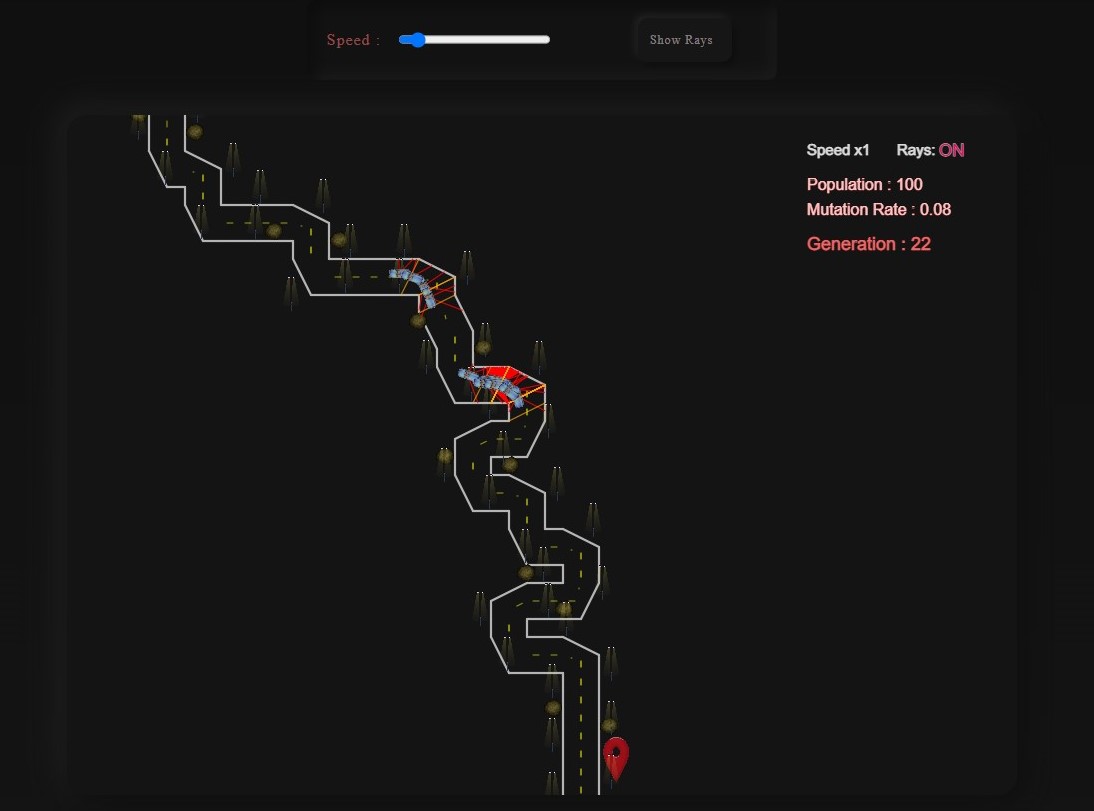 Speed :
Show Rays
Speed x1 Rays: ON
Population : 100
Mutation Rate : 0.08
Generation : 22